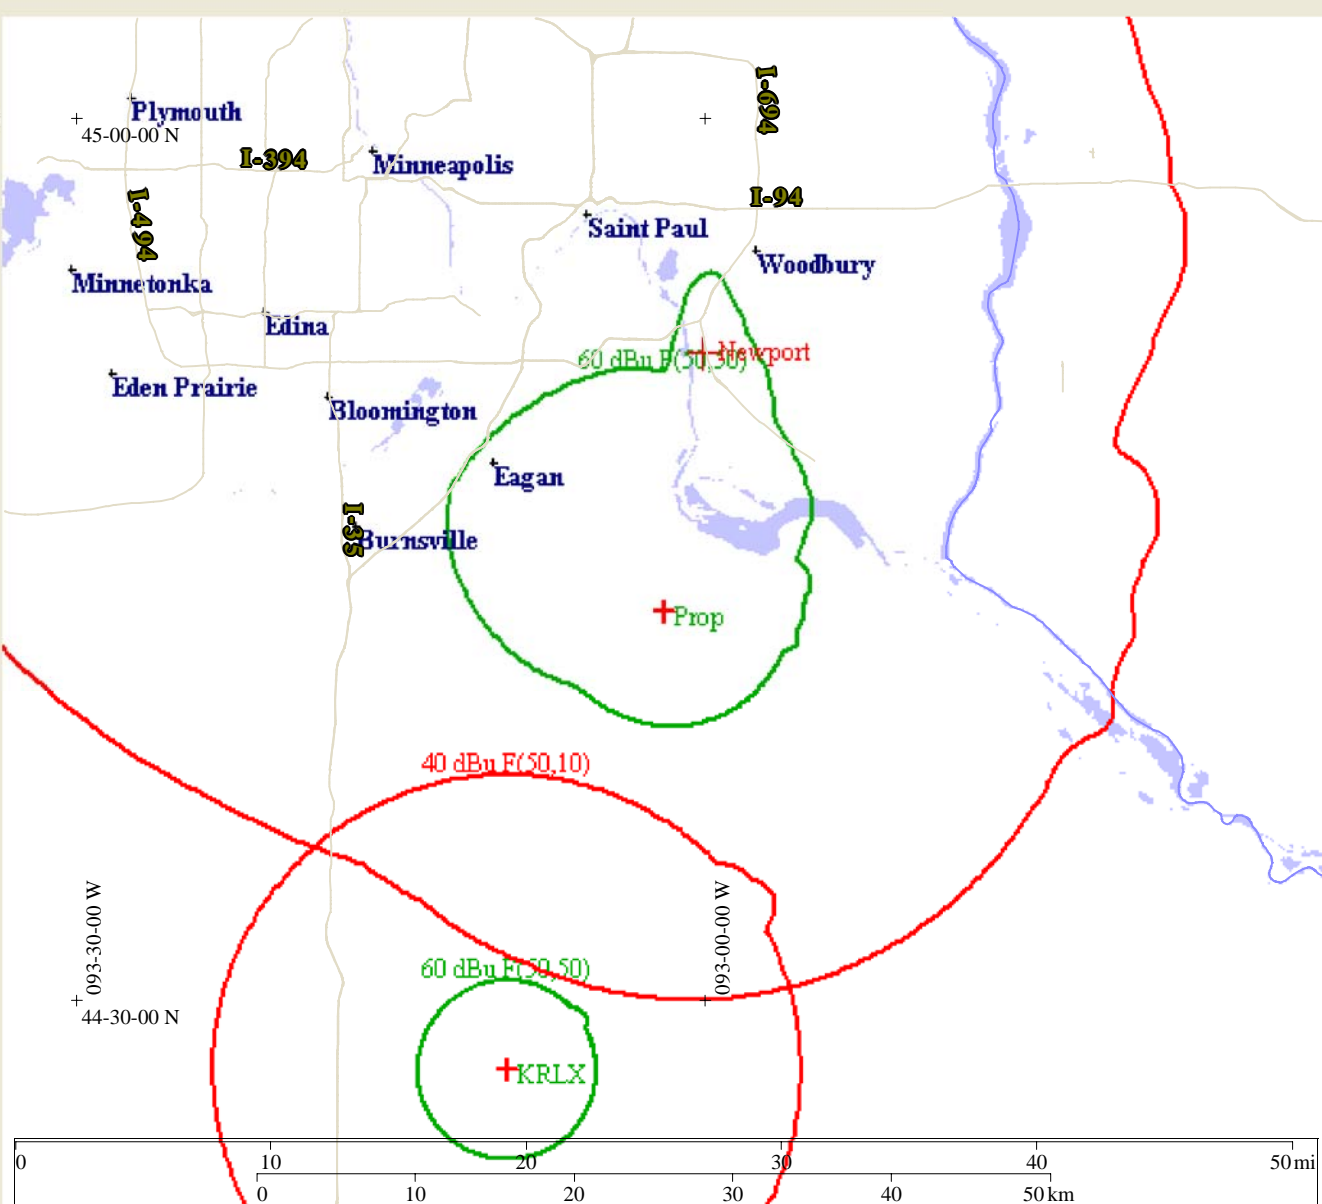 I-694
Plymouth
45-00-00 N
I-394
Minneapolis
I-494
I-94
Saint Paul
Woodbury
Minnetonka
Edina
Newport
60 dBu F(50,50)
Eden Prairie
Bloomington
Eagan
I-35
Burnsville
Prop
40 dBu F(50,10)
093-30-00 W
093-00-00 W
60 dBu F(50,50)
44-30-00 N
KRLX
0 10 20 30 40 50 mi
0 10 20 30 40 50 km